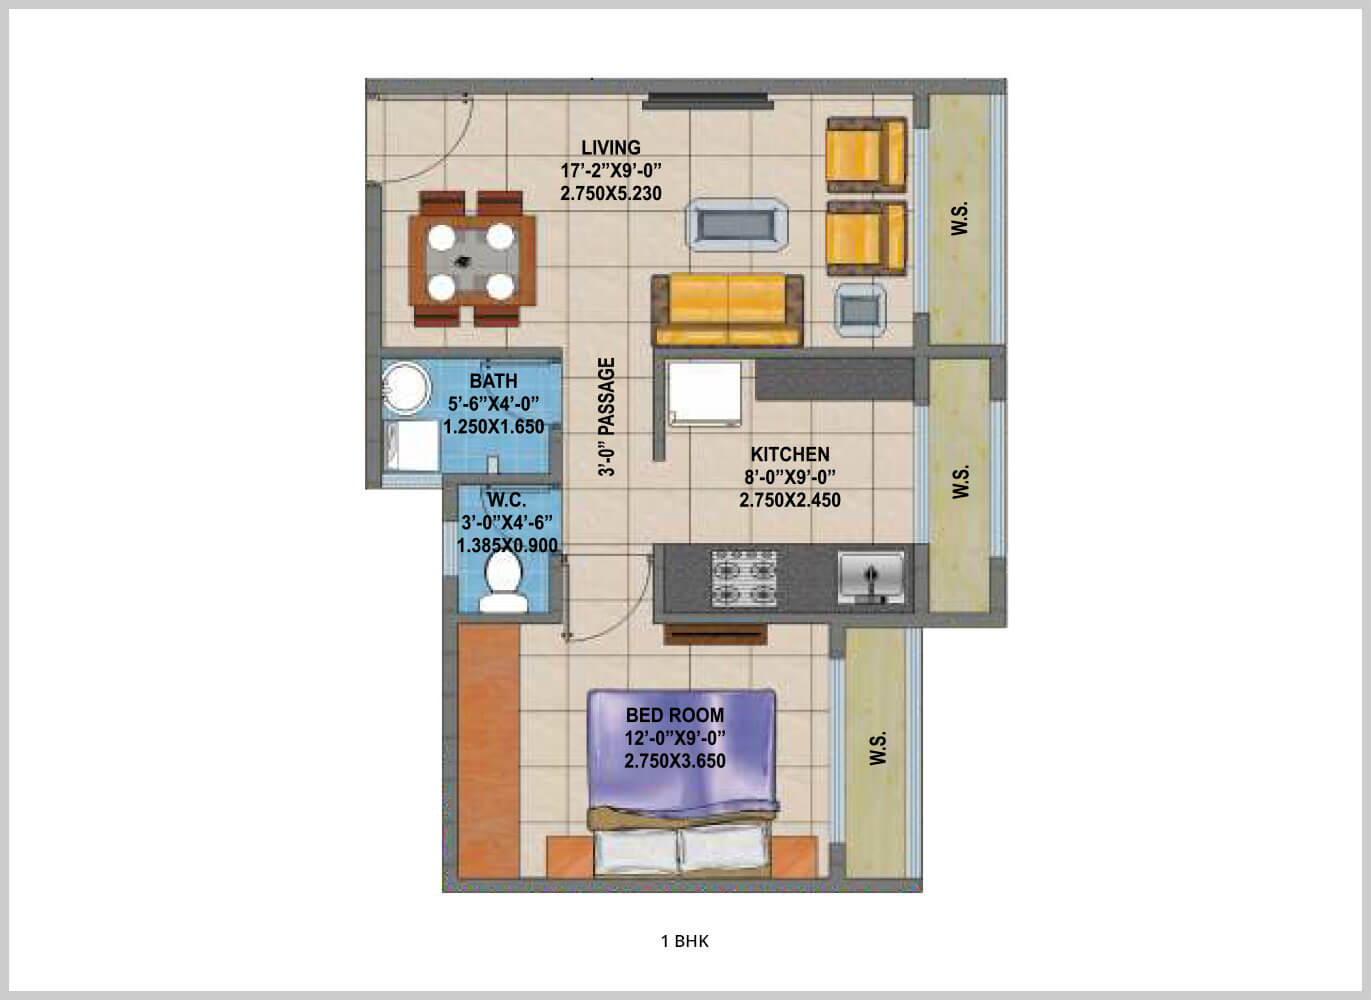 LIVING
17’-2”X9’-0”
2.750X5.230
W.S.
BATH
5’-6”X4’-0”
1.250X1.650
3’-0” PASSAGE
KITCHEN
8’-0”X9’-0”
2.750X2.450
W.S.
W.C.
3’-0”X4’-6”
1.385X0.900
BED ROOM
12’-0”X9’-0”
2.750X3.650
W.S.
1 BHK